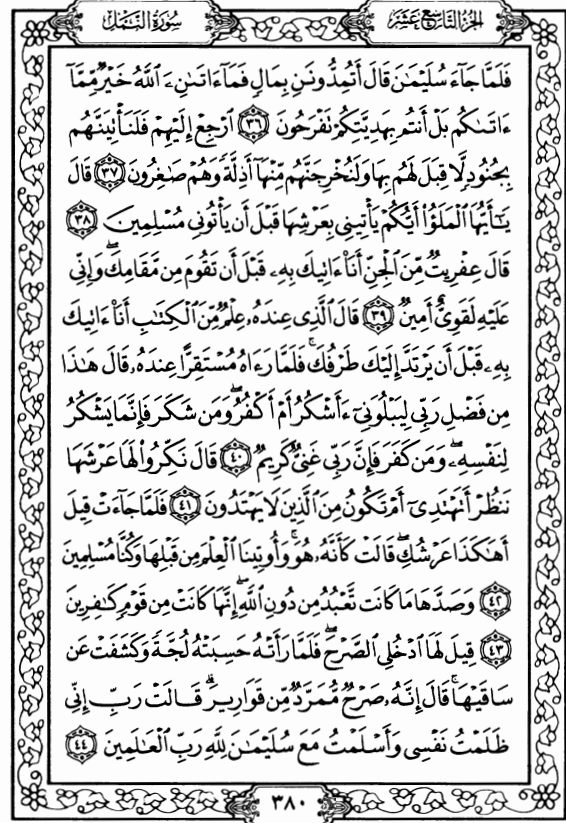 الجزء التاسع عشر
سورة النمل
فَلَمَّا جَآءَ سُلَيۡمَٰنَ قَالَ أَتُمِدُّونَنِ بِمَالٖ فَمَآ ءَاتَىٰنِۦَ ٱللَّهُ خَيۡرٞ مِّمَّآ
ءَاتَىٰكُم بَلۡ أَنتُم بِهَدِيَّتِكُمۡ تَفۡرَحُونَ ٣٦ ٱرۡجِعۡ إِلَيۡهِمۡ فَلَنَأۡتِيَنَّهُم
بِجُنُودٖ لَّا قِبَلَ لَهُم بِهَا وَلَنُخۡرِجَنَّهُم مِّنۡهَآ أَذِلَّةٗ وَهُمۡ صَٰغِرُونَ ٣٧ قَالَ
يَٰٓأَيُّهَا ٱلۡمَلَؤُاْ أَيُّكُمۡ يَأۡتِينِي بِعَرۡشِهَا قَبۡلَ أَن يَأۡتُونِي مُسۡلِمِينَ ٣٨
قَالَ عِفۡرِيتٞ مِّنَ ٱلۡجِنِّ أَنَا۠ ءَاتِيكَ بِهِۦ قَبۡلَ أَن تَقُومَ مِن مَّقَامِكَۖ وَإِنِّي
عَلَيۡهِ لَقَوِيٌّ أَمِينٞ ٣٩ قَالَ ٱلَّذِي عِندَهُۥ عِلۡمٞ مِّنَ ٱلۡكِتَٰبِ أَنَا۠ ءَاتِيكَ
بِهِۦ قَبۡلَ أَن يَرۡتَدَّ إِلَيۡكَ طَرۡفُكَۚ فَلَمَّا رَءَاهُ مُسۡتَقِرًّا عِندَهُۥ قَالَ هَٰذَا
مِن فَضۡلِ رَبِّي لِيَبۡلُوَنِيٓ ءَأَشۡكُرُ أَمۡ أَكۡفُرُۖ وَمَن شَكَرَ فَإِنَّمَا يَشۡكُرُ
لِنَفۡسِهِۦۖ وَمَن كَفَرَ فَإِنَّ رَبِّي غَنِيّٞ كَرِيمٞ ٤٠ قَالَ نَكِّرُواْ لَهَا عَرۡشَهَا
نَنظُرۡ أَتَهۡتَدِيٓ أَمۡ تَكُونُ مِنَ ٱلَّذِينَ لَا يَهۡتَدُونَ ٤١ فَلَمَّا جَآءَتۡ قِيلَ
أَهَٰكَذَا عَرۡشُكِۖ قَالَتۡ كَأَنَّهُۥ هُوَۚ وَأُوتِينَا ٱلۡعِلۡمَ مِن قَبۡلِهَا وَكُنَّا مُسۡلِمِينَ
٤٢ وَصَدَّهَا مَا كَانَت تَّعۡبُدُ مِن دُونِ ٱللَّهِۖ إِنَّهَا كَانَتۡ مِن قَوۡمٖ كَٰفِرِينَ
٤٣ قِيلَ لَهَا ٱدۡخُلِي ٱلصَّرۡحَۖ فَلَمَّا رَأَتۡهُ حَسِبَتۡهُ لُجَّةٗ وَكَشَفَتۡ عَن
سَاقَيۡهَاۚ قَالَ إِنَّهُۥ صَرۡحٞ مُّمَرَّدٞ مِّن قَوَارِيرَۗ قَالَتۡ رَبِّ إِنِّي
ظَلَمۡتُ نَفۡسِي وَأَسۡلَمۡتُ مَعَ سُلَيۡمَٰنَ لِلَّهِ رَبِّ ٱلۡعَٰلَمِينَ ٤٤
٣٨٠